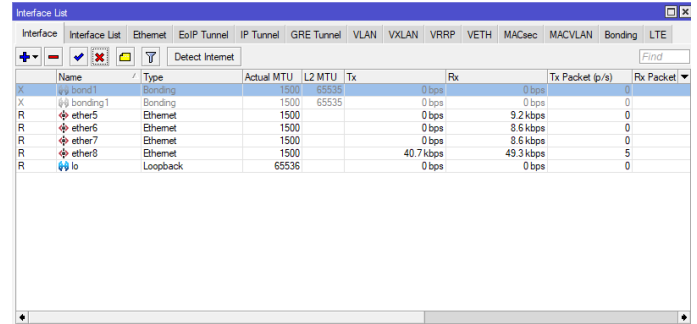 Interface List
Interface Interface List Ethernet EoIP Tunnel IP Tunnel GRE Tunnel VLAN VXLAN VRRP VETH MACsec MACVLAN Bonding LTE
Detect Internet Find
Name Type Actual MTU L2 MTU Tx Rx Tx Packet (p/s) Rx Packet
X bond1 Bonding 1500 65535 0 bps 0 bps 0
X bonding1 Bonding 1500 65535 0 bps 0 bps 0
R ether5 Ethernet 1500 0 bps 9.2 kbps 0
R ether6 Ethernet 1500 0 bps 8.6 kbps 0
R ether7 Ethernet 1500 0 bps 8.6 kbps 0
R ether8 Ethernet 1500 40.7 kbps 49.3 kbps 5
R lo Loopback 65536 0 bps 0 bps 0